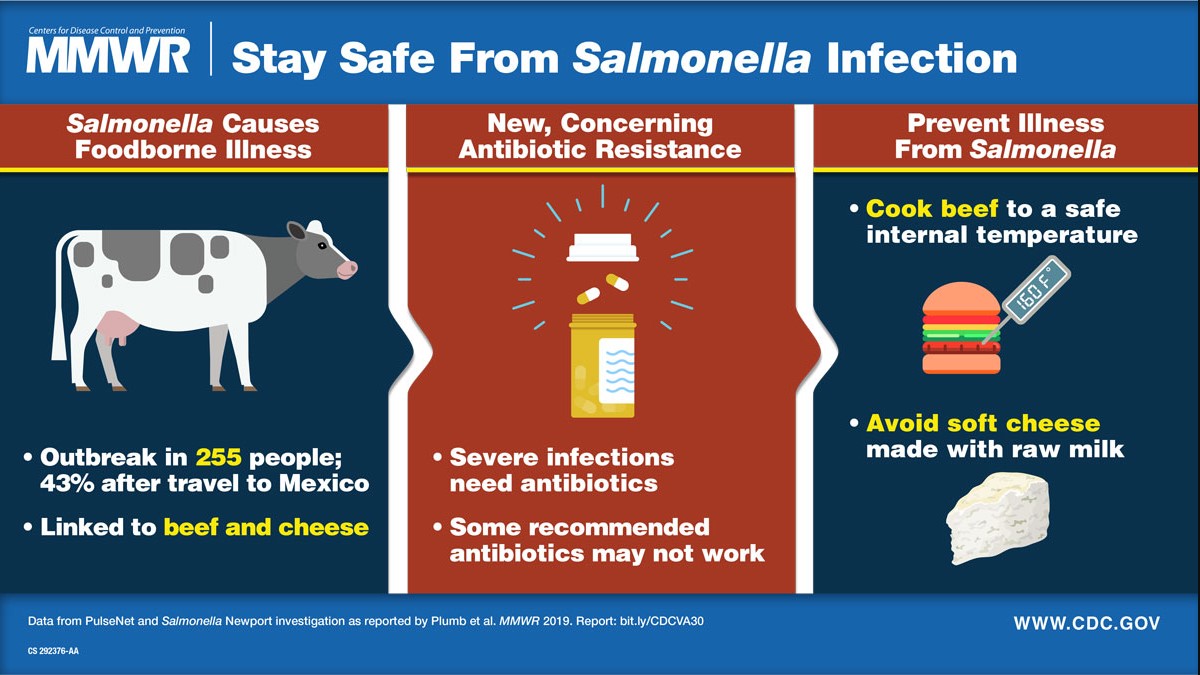 Centers for Disease Control and Prevention
MMWR
Stay Safe From Salmonella Infection
Salmonella Causes
Foodborne Illness
• Outbreak in 255 people;
43% after travel to Mexico
• Linked to beef and cheese
New, Concerning
Antibiotic Resistance
• Severe infections
need antibiotics
• Some recommended
antibiotics may not work
Prevent Illness
From Salmonella
• Cook beef to a safe
internal temperature
160 F°
• Avoid soft cheese
made with raw milk
Data from PulseNet and Salmonella Newport investigation as reported by Plumb et al. MMWR 2019. Report: bit.ly/CDCVA30
WWW.CDC.GOV
CS 292376-AA